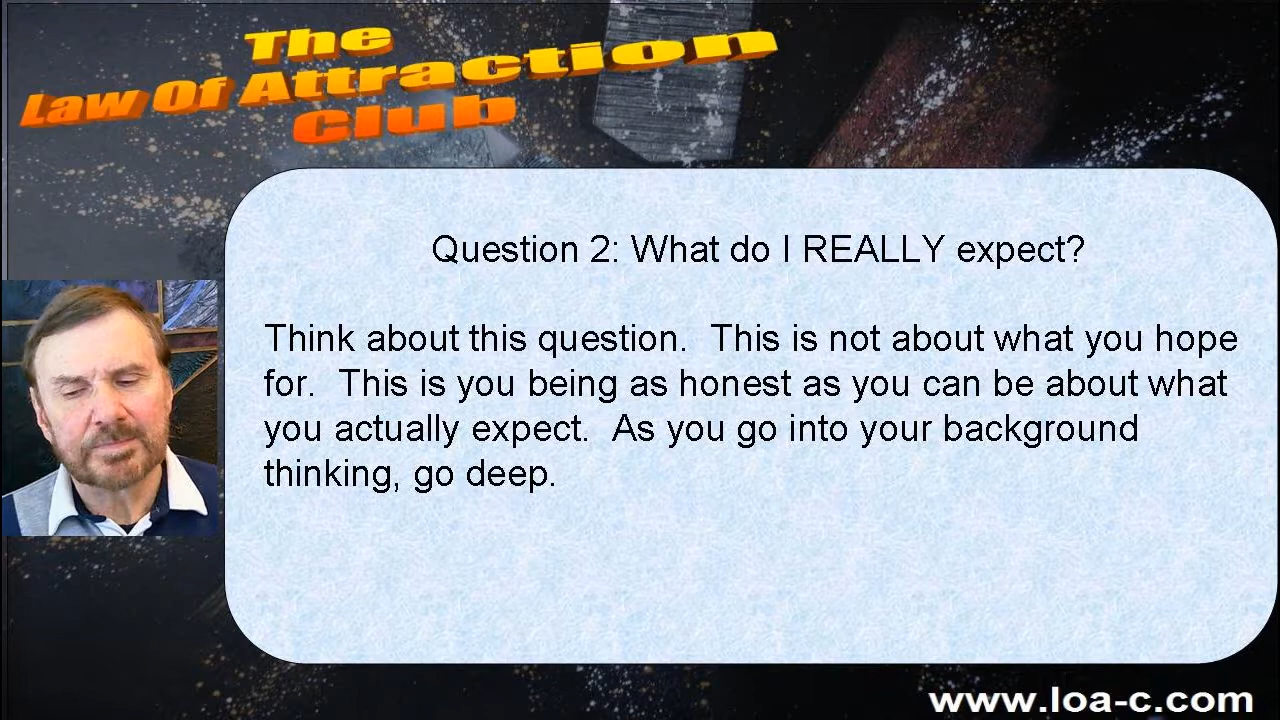 The
Law Of Attraction
Club
Question 2: What do I REALLY expect?
Think about this question.  This is not about what you hope
for.  This is you being as honest as you can be about what
you actually expect.  As you go into your background
thinking, go deep.
www.loa-c.com